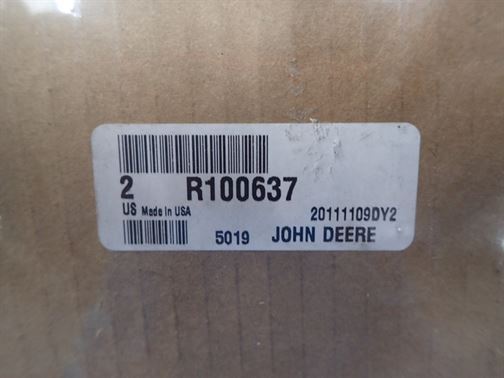 2 R100637
US Made In USA 20111109DY2
5019 JOHN DEERE